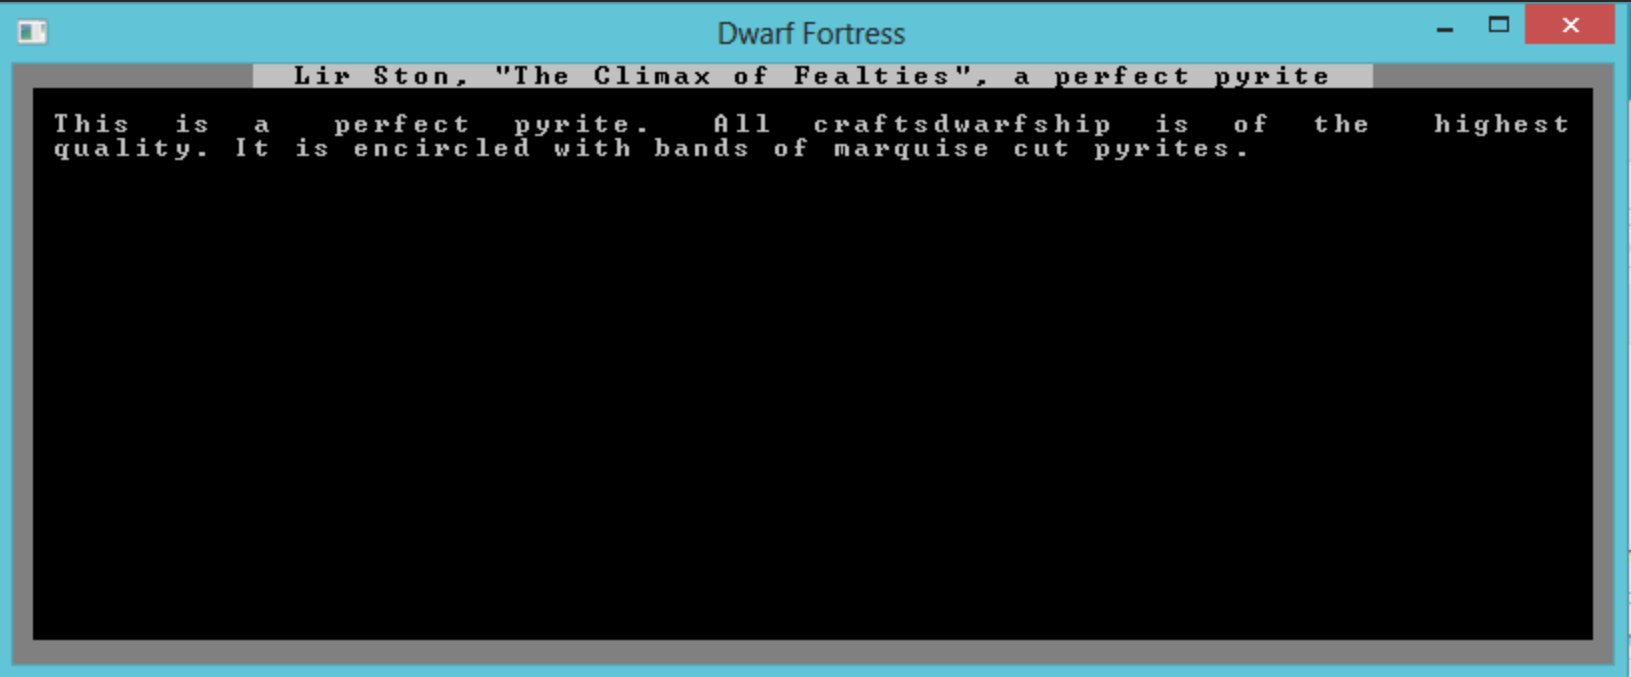 Dwarf Fortress
Lir Ston, "The Climax of Fealties", a perfect pyrite
This is a perfect pyrite. All craftsdwarfship is of the highest
quality. It is encircled with bands of marquise cut pyrites.